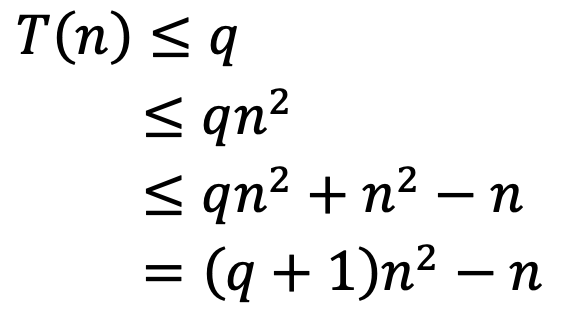 T(n) ≤ q
≤ qn²
≤ qn² + n² − n
= (q + 1)n² − n